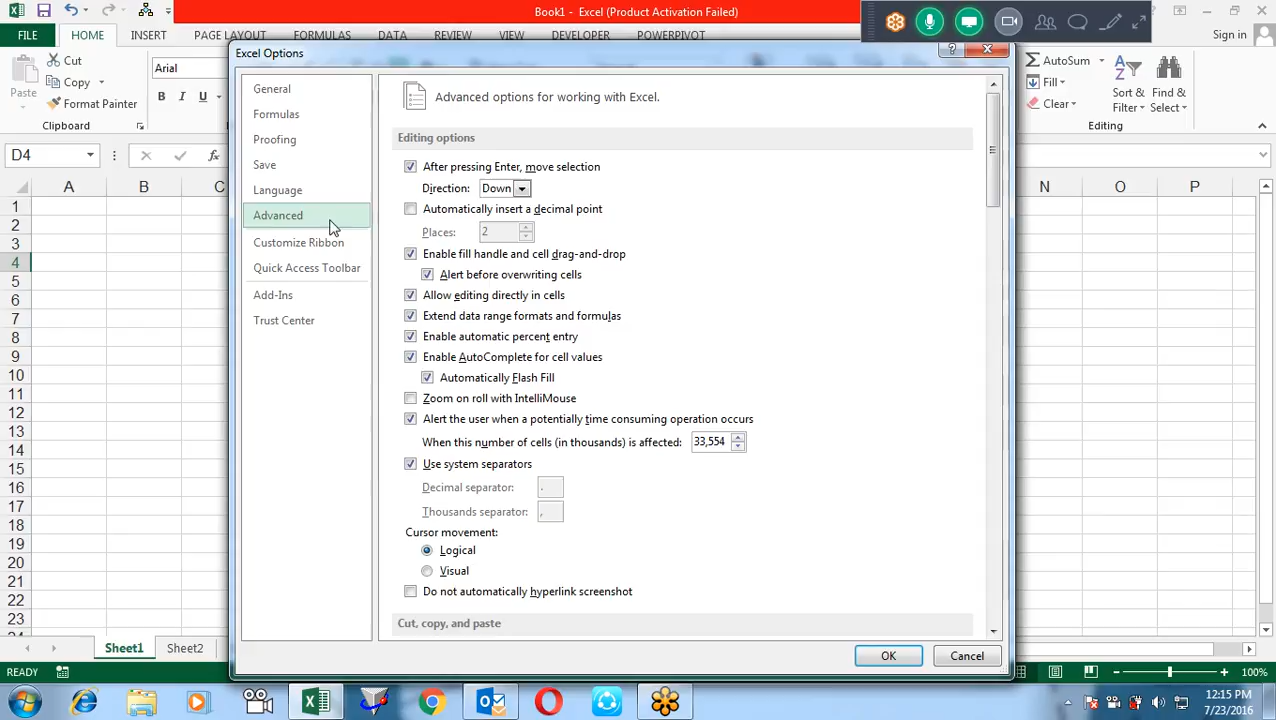 Book1 - Excel (Product Activation Failed)
FILE HOME INSERT PAGE LAYOUT FORMULAS DATA REVIEW VIEW DEVELOPER POWERPIVOT Sign in
Cut
Copy
Format Painter
Paste
Clipboard
Arial
B I U
AutoSum
Fill
Clear
Sort & Filter
Find & Select
Editing
D4
fx
A B C N O P
1
2
3
4
5
6
7
8
9
10
11
12
13
14
15
16
17
18
19
20
21
22
23
Excel Options
General
Formulas
Proofing
Save
Language
Advanced
Customize Ribbon
Quick Access Toolbar
Add-Ins
Trust Center
Advanced options for working with Excel.
Editing options
After pressing Enter, move selection
Direction: Down
Automatically insert a decimal point
Places: 2
Enable fill handle and cell drag-and-drop
Alert before overwriting cells
Allow editing directly in cells
Extend data range formats and formulas
Enable automatic percent entry
Enable AutoComplete for cell values
Automatically Flash Fill
Zoom on roll with IntelliMouse
Alert the user when a potentially time consuming operation occurs
When this number of cells (in thousands) is affected: 33,554
Use system separators
Decimal separator: .
Thousands separator: ,
Cursor movement:
Logical
Visual
Do not automatically hyperlink screenshot
Cut, copy, and paste
OK Cancel
Sheet1 Sheet2
READY
100%
12:15 PM
7/23/2016